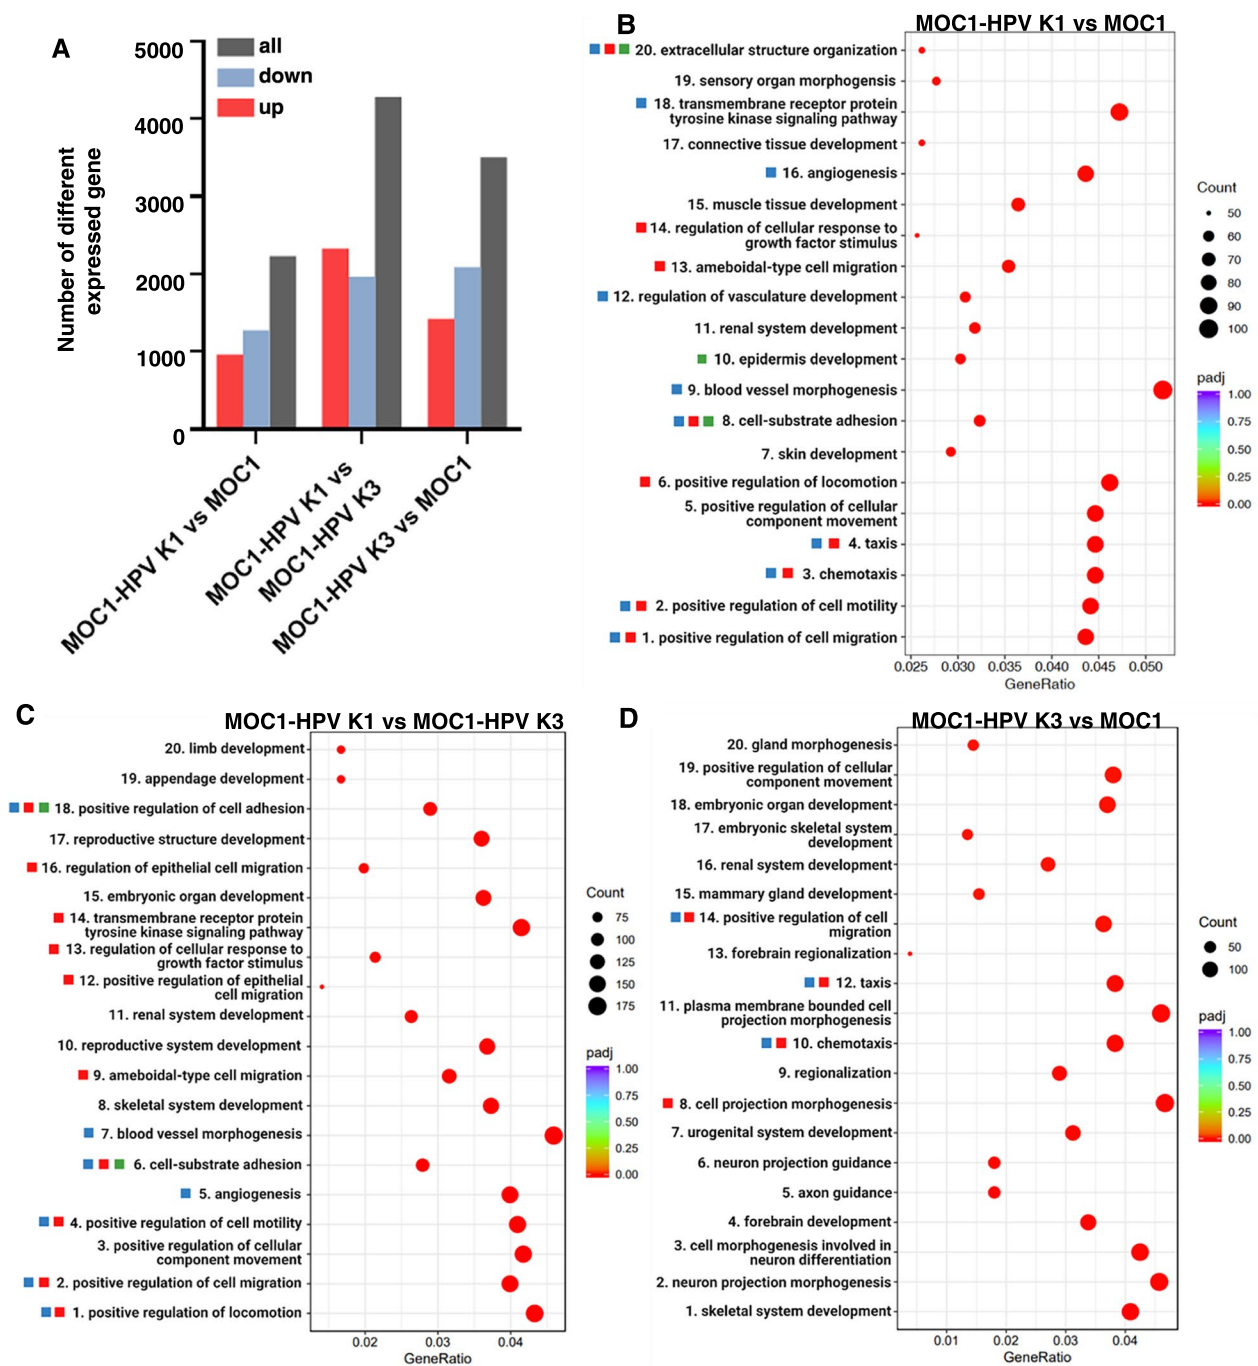 A
5000
4000
3000
2000
1000
0
Number of different
expressed gene
all
down
up
MOC1-HPV K1 vs MOC1
MOC1-HPV K1 vs
MOC1-HPV K3
MOC1-HPV K3 vs MOC1
B
MOC1-HPV K1 vs MOC1
20. extracellular structure organization
19. sensory organ morphogensis
18. transmembrane receptor protein
tyrosine kinase signaling pathway
17. connective tissue development
16. angiogenesis
15. muscle tissue development
14. regulation of cellular response to
growth factor stimulus
13. ameboidal-type cell migration
12. regulation of vasculature development
11. renal system development
10. epidermis development
9. blood vessel morphogenesis
8. cell-substrate adhesion
7. skin development
6. positive regulation of locomotion
5. positive regulation of cellular
component movement
4. taxis
3. chemotaxis
2. positive regulation of cell motility
1. positive regulation of cell migration
0.025 0.030 0.035 0.040 0.045 0.050
GeneRatio
Count
50
60
70
80
90
100
padj
1.00
0.75
0.50
0.25
0.00
C
MOC1-HPV K1 vs MOC1-HPV K3
20. limb development
19. appendage development
18. positive regulation of cell adhesion
17. reproductive structure development
16. regulation of epithelial cell migration
15. embryonic organ development
14. transmembrane receptor protein
tyrosine kinase signaling pathway
13. regulation of cellular response to
growth factor stimulus
12. positive regulation of epithelial
cell migration
11. renal system development
10. reproductive system development
9. ameboidal-type cell migration
8. skeletal system development
7. blood vessel morphogenesis
6. cell-substrate adhesion
5. angiogenesis
4. positive regulation of cell motility
3. positive regulation of cellular
component movement
2. positive regulation of cell migration
1. positive regulation of locomotion
0.02 0.03 0.04
GeneRatio
Count
75
100
125
150
175
padj
1.00
0.75
0.50
0.25
0.00
D
MOC1-HPV K3 vs MOC1
20. gland morphogenesis
19. positive regulation of cellular
component movement
18. embryonic organ development
17. embryonic skeletal system
development
16. renal system development
15. mammary gland development
14. positive regulation of cell
migration
13. forebrain regionalization
12. taxis
11. plasma membrane bounded cell
projection morphogenesis
10. chemotaxis
9. regionalization
8. cell projection morphogenesis
7. urogenital system development
6. neuron projection guidance
5. axon guidance
4. forebrain development
3. cell morphogenesis involved in
neuron differentiation
2. neuron projection morphogenesis
1. skeletal system development
0.01 0.02 0.03 0.04
GeneRatio
Count
50
100
padj
1.00
0.75
0.50
0.25
0.00